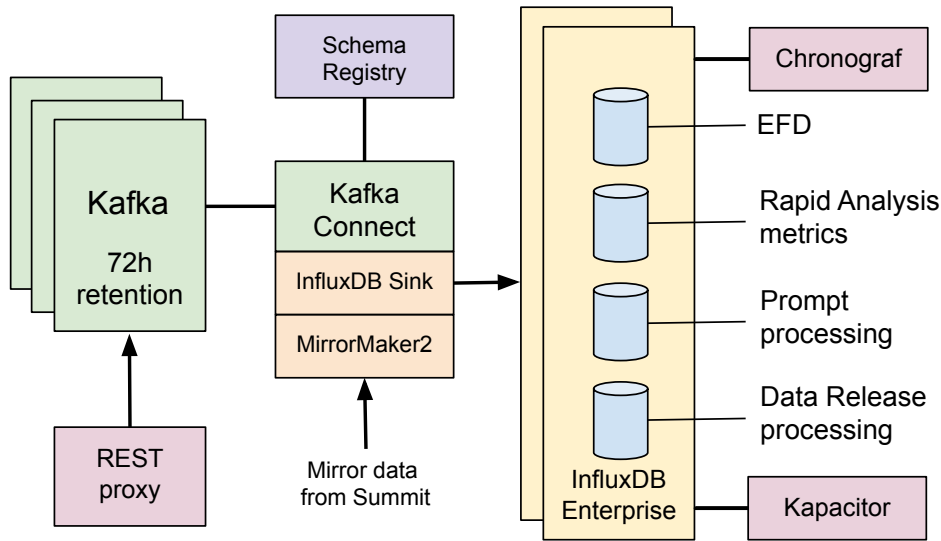 Schema
Registry
Chronograf
EFD
Kafka
72h
retention
Kafka
Connect
InfluxDB Sink
MirrorMaker2
Rapid Analysis
metrics
Prompt
processing
Data Release
processing
REST
proxy
Mirror data
from Summit
InfluxDB
Enterprise
Kapacitor